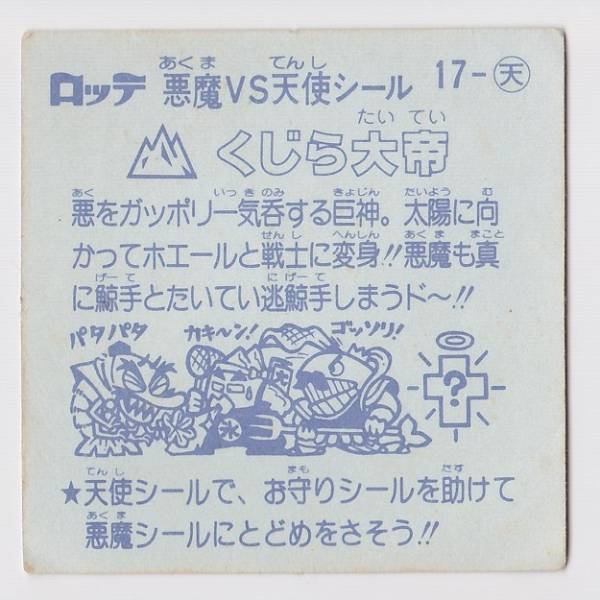 あくま てんし
ロッテ 悪魔VS天使シール 17-天
たい てい
くじら大帝
あく いっ きのみ きょじん たいよう む
悪をガッポリ一気呑する巨神。太陽に向
せんし へんしん あくま まこと
かってホエールと戦士に変身!!悪魔も真
げーて に げーて
に鯨手とたいてい逃鯨手しまうド〜!!
パタパタ カキ〜ン! ゴッソリ!
?
てんし まも たす
★天使シールで、お守りシールを助けて
あくま
悪魔シールにとどめをさそう!!